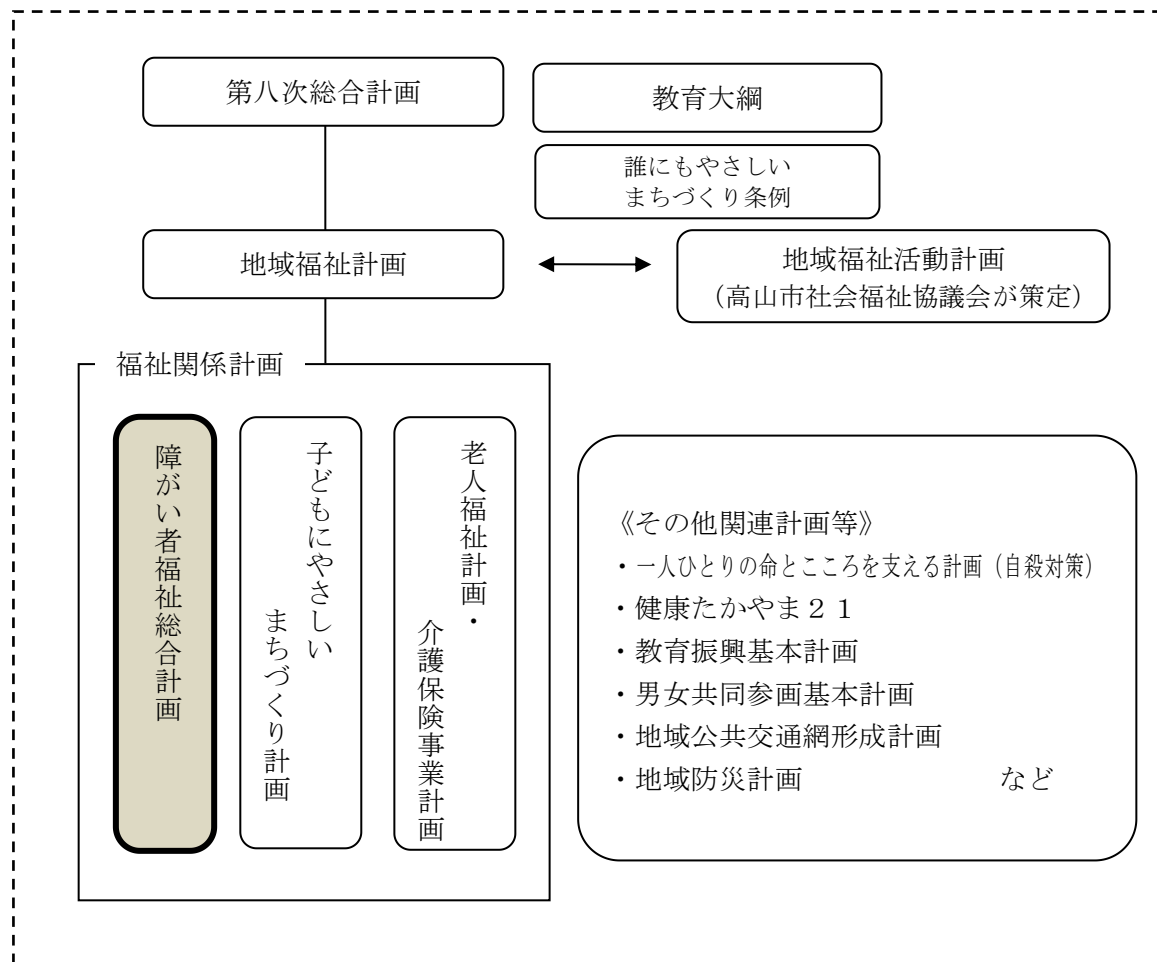 第八次総合計画
教育大綱
誰にもやさしい
まちづくり条例
地域福祉計画
地域福祉活動計画
（高山市社会福祉協議会が策定）
福祉関係計画
障がい者福祉総合計画
子どもにやさしい
まちづくり計画
老人福祉計画・
介護保険事業計画
《その他関連計画等》
・一人ひとりの命とこころを支える計画（自殺対策）
・健康たかやま２１
・教育振興基本計画
・男女共同参画基本計画
・地域公共交通網形成計画
・地域防災計画　　　　　　など